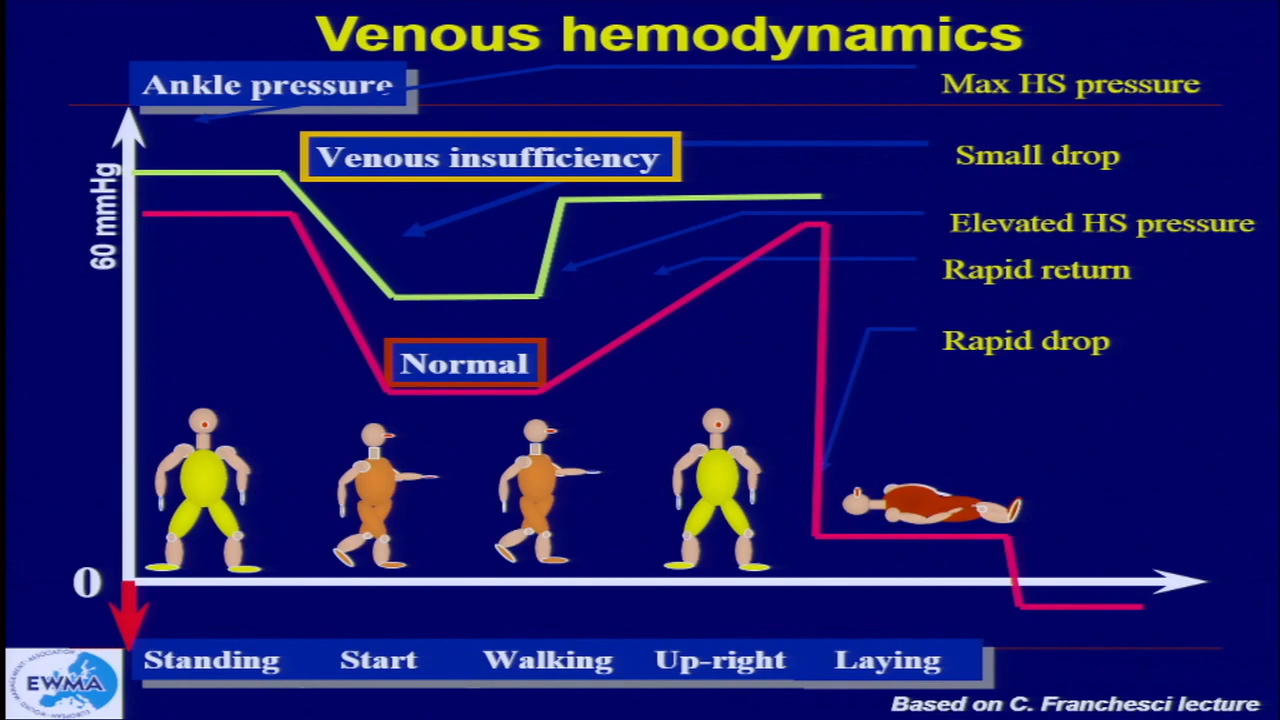 Venous hemodynamics
Ankle pressure
Max HS pressure
Venous insufficiency
Small drop
60 mmHg
Elevated HS pressure
Rapid return
Rapid drop
Normal
0
Standing Start Walking Up-right Laying
EWMA
Based on C. Franchesci lecture